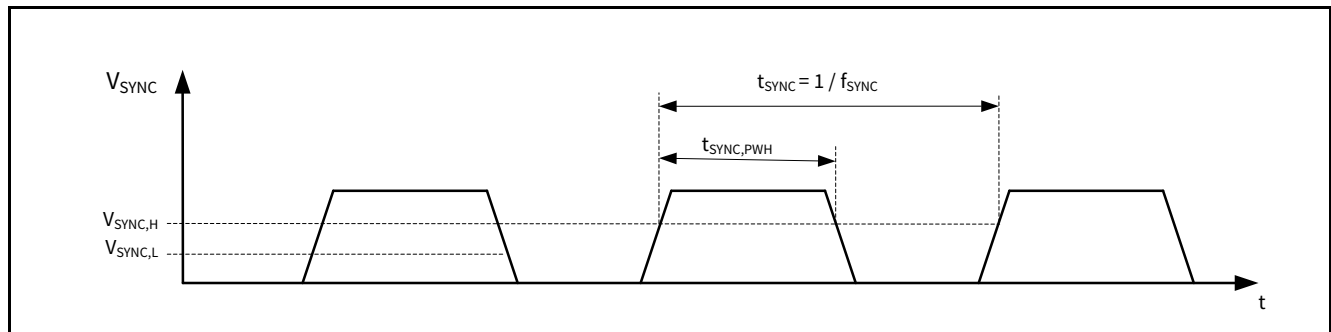 V_SYNC
t_SYNC = 1 / f_SYNC
t_SYNC,PWH
V_SYNC,H
V_SYNC,L
t